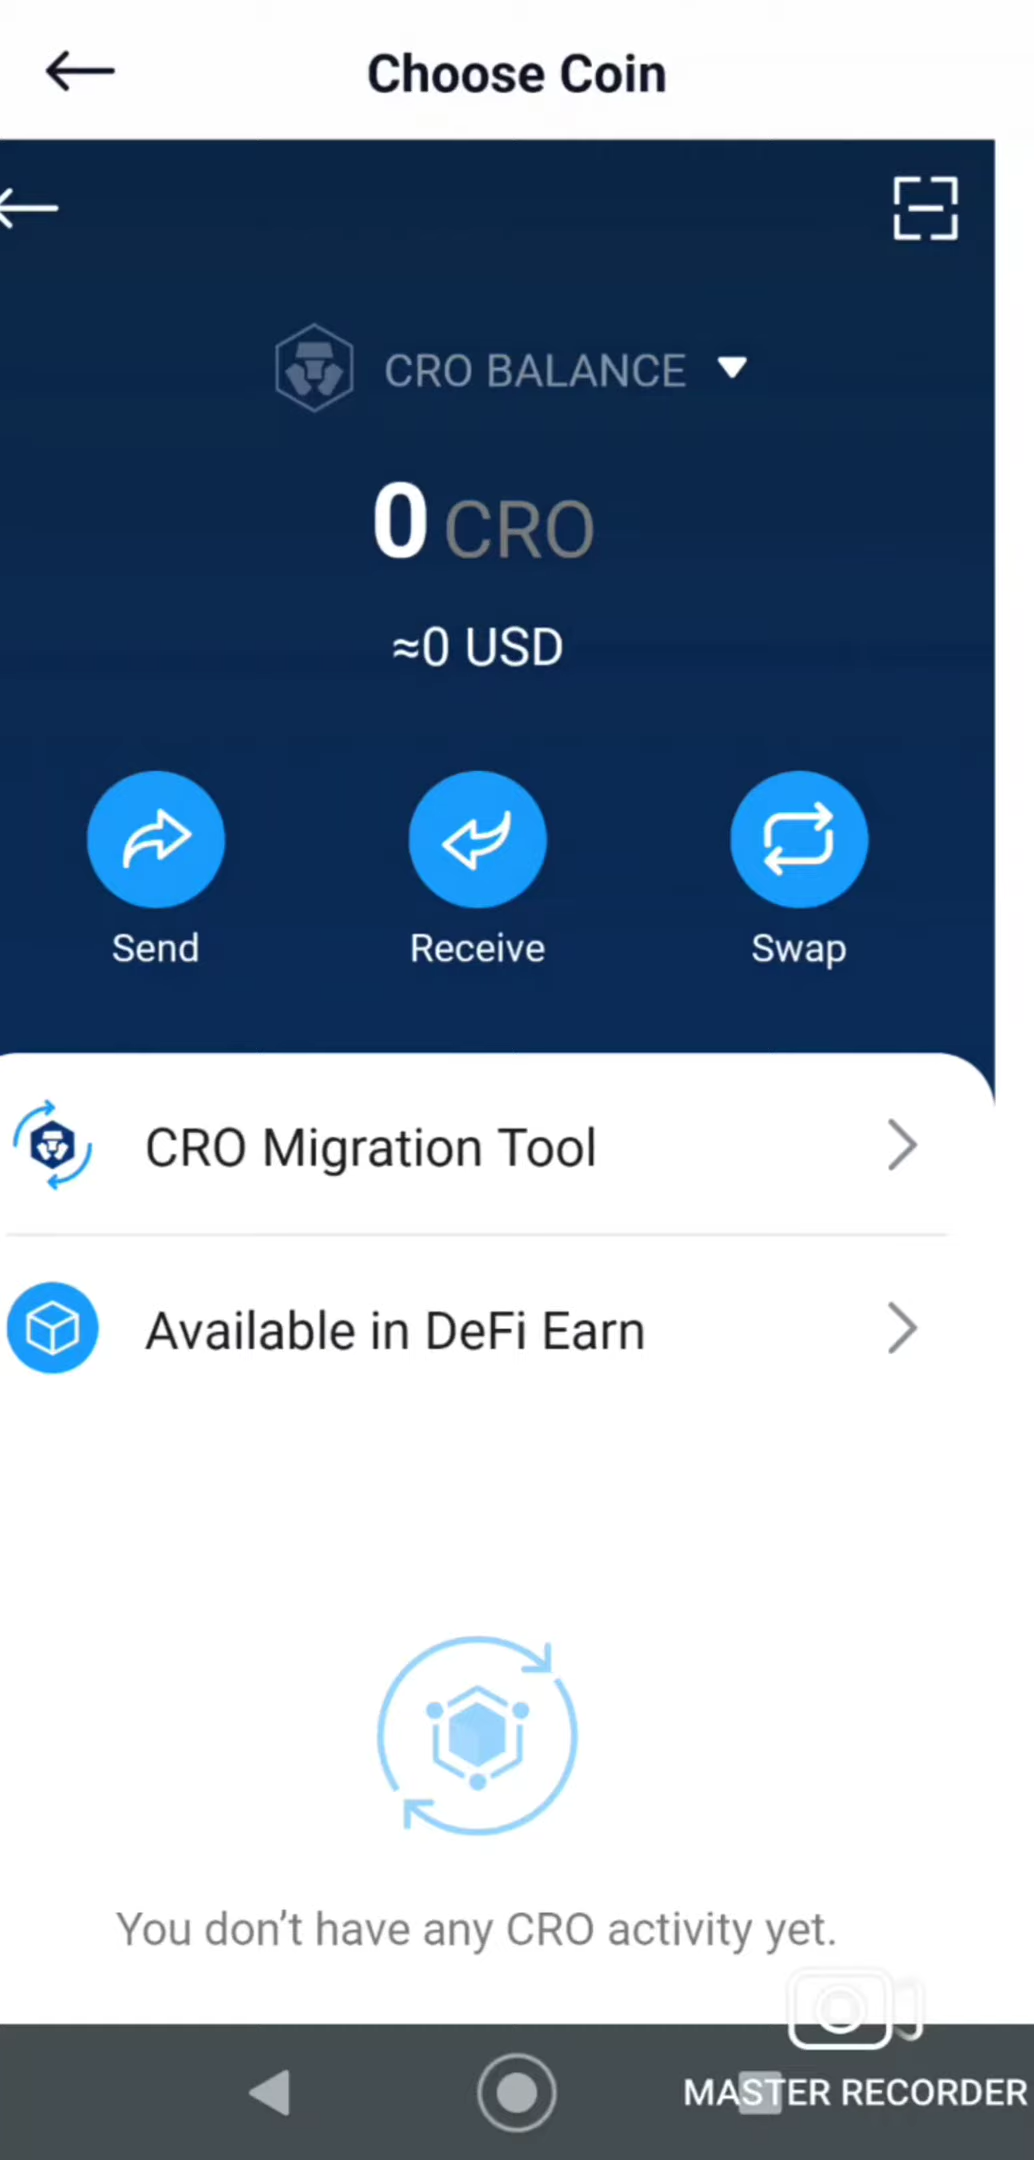 Choose Coin
CRO BALANCE
0 CRO
≈0 USD
Send Receive Swap
CRO Migration Tool
Available in DeFi Earn
You don’t have any CRO activity yet.
MASTER RECORDER